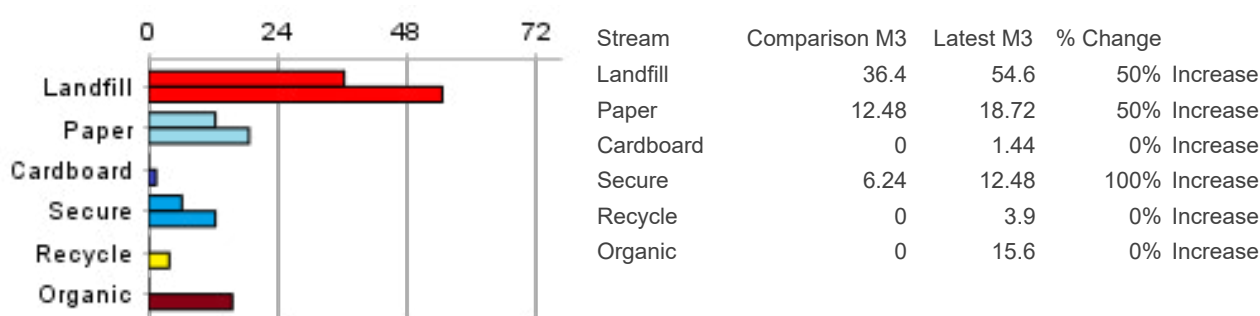 0 24 48 72
Landfill
Paper
Cardboard
Secure
Recycle
Organic
Stream Comparison M3 Latest M3 % Change
Landfill 36.4 54.6 50% Increase
Paper 12.48 18.72 50% Increase
Cardboard 0 1.44 0% Increase
Secure 6.24 12.48 100% Increase
Recycle 0 3.9 0% Increase
Organic 0 15.6 0% Increase